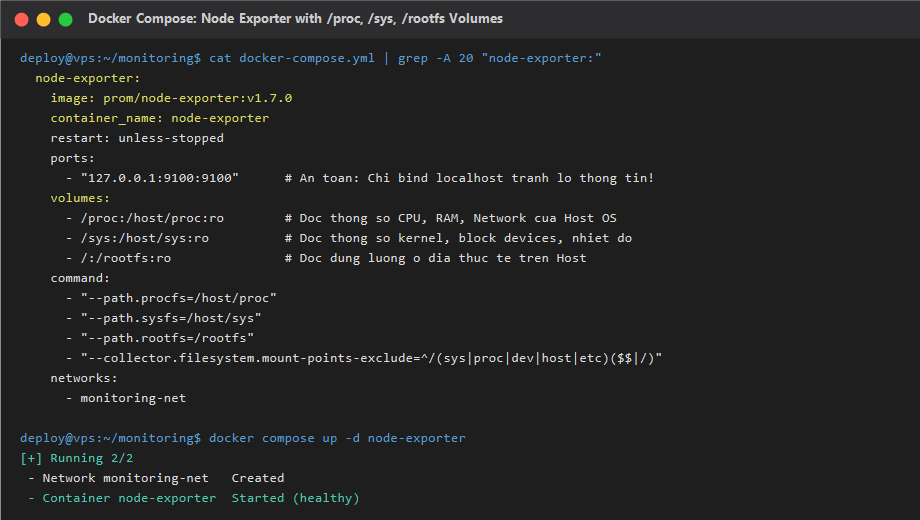 Docker Compose: Node Exporter with /proc, /sys, /rootfs Volumes
deploy@vps:~/monitoring$ cat docker-compose.yml | grep -A 20 "node-exporter:"
  node-exporter:
    image: prom/node-exporter:v1.7.0
    container_name: node-exporter
    restart: unless-stopped
    ports:
      - "127.0.0.1:9100:9100"      # An toan: Chi bind localhost tranh lo thong tin!
    volumes:
      - /proc:/host/proc:ro        # Doc thong so CPU, RAM, Network cua Host OS
      - /sys:/host/sys:ro          # Doc thong so kernel, block devices, nhiet do
      - /:/rootfs:ro               # Doc dung luong o dia thuc te tren Host
    command:
      - "--path.procfs=/host/proc"
      - "--path.sysfs=/host/sys"
      - "--path.rootfs=/rootfs"
      - "--collector.filesystem.mount-points-exclude=^/(sys|proc|dev|host|etc)($$|/)"
    networks:
      - monitoring-net
deploy@vps:~/monitoring$ docker compose up -d node-exporter
[+] Running 2/2
 - Network monitoring-net   Created
 - Container node-exporter  Started (healthy)